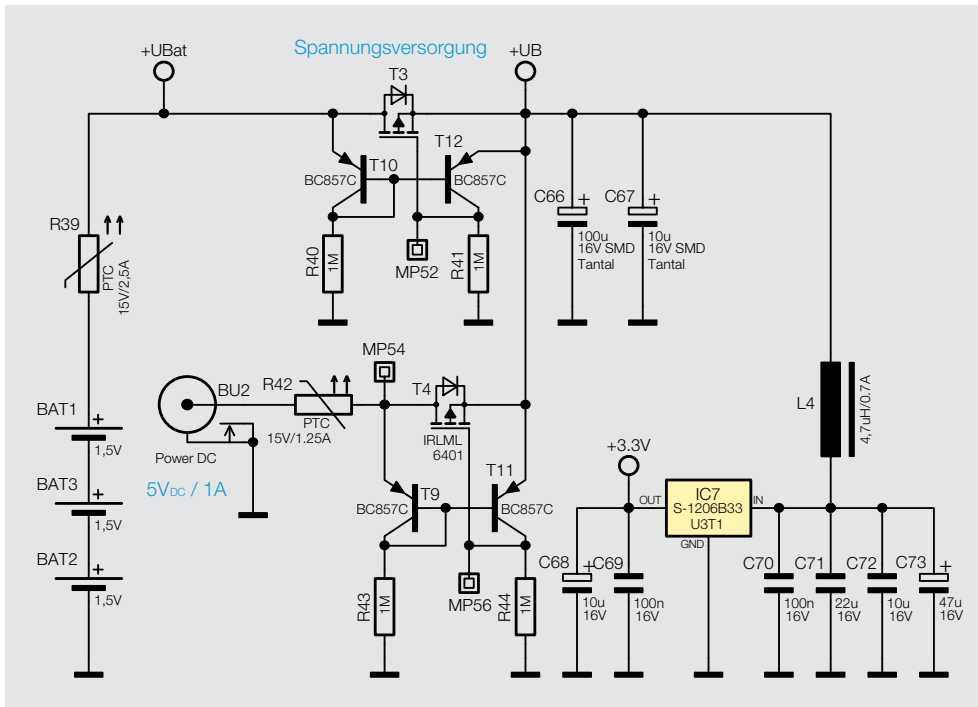 Spannungsversorgung
+UBat
+UB
T3
T10
BC857C
T12
BC857C
R40
1M
MP52
R41
1M
C66
+
100u
16V SMD
Tantal
C67
+
10u
16V SMD
Tantal
R39
PTC
15V/2,5A
BAT1
+
1,5V
BAT3
+
1,5V
BAT2
+
1,5V
BU2
Power DC
5VDC / 1A
R42
PTC
15V/1.25A
MP54
T4
IRLML
6401
T9
BC857C
T11
BC857C
R43
1M
MP56
R44
1M
L4
4,7uH/0.7A
+3.3V
OUT
IC7
S-1206B33
U3T1
IN
GND
C68
+
10u
16V
C69
100n
16V
C70
100n
16V
C71
22u
16V
C72
10u
16V
C73
+
47u
16V